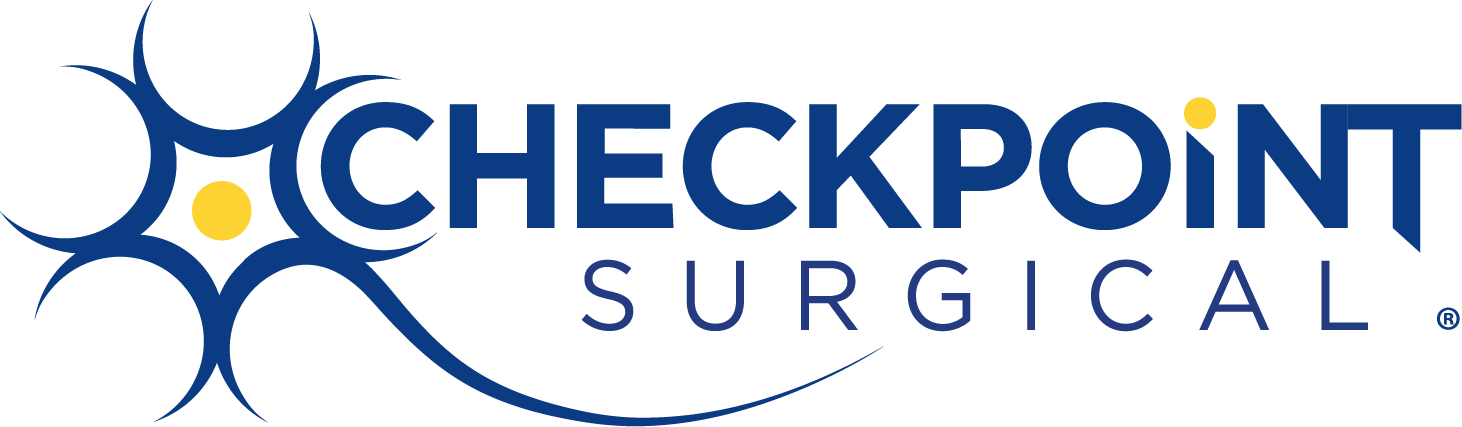 CHECKPOiNT
SURGICAL ®